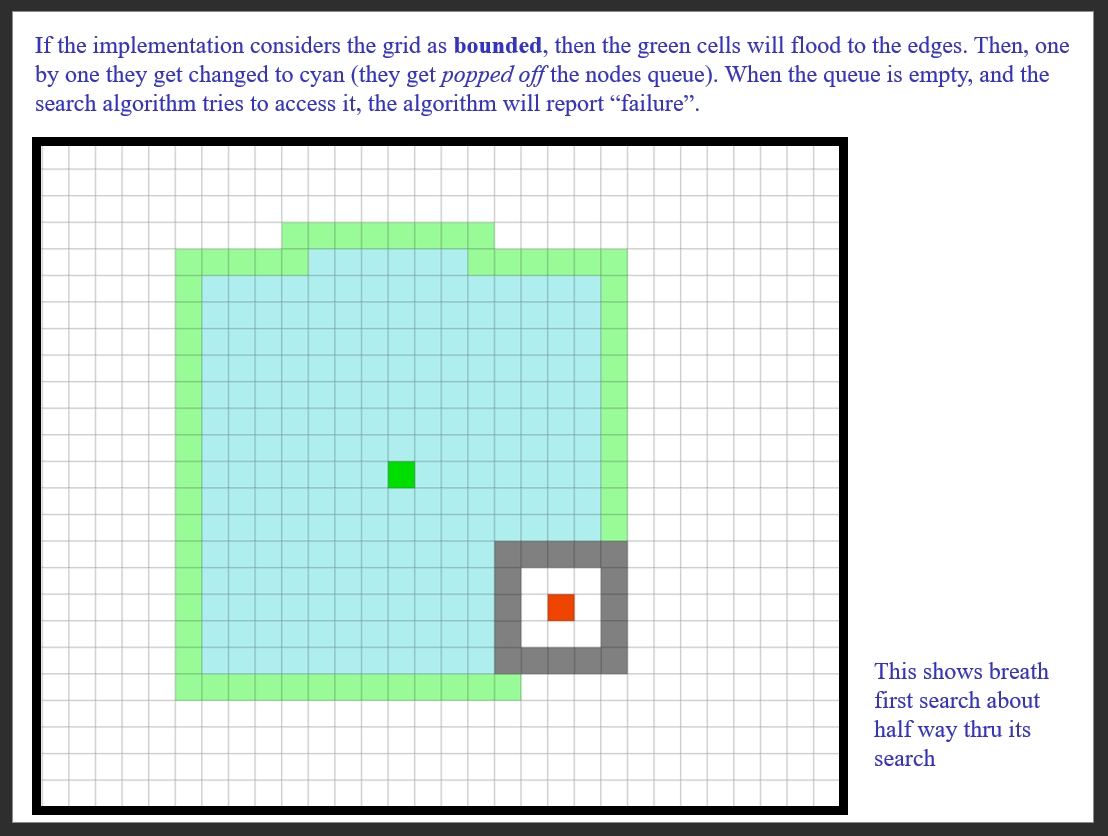 If the implementation considers the grid as bounded, then the green cells will flood to the edges. Then, one
by one they get changed to cyan (they get popped off the nodes queue). When the queue is empty, and the
search algorithm tries to access it, the algorithm will report “failure”.
This shows breath
first search about
half way thru its
search